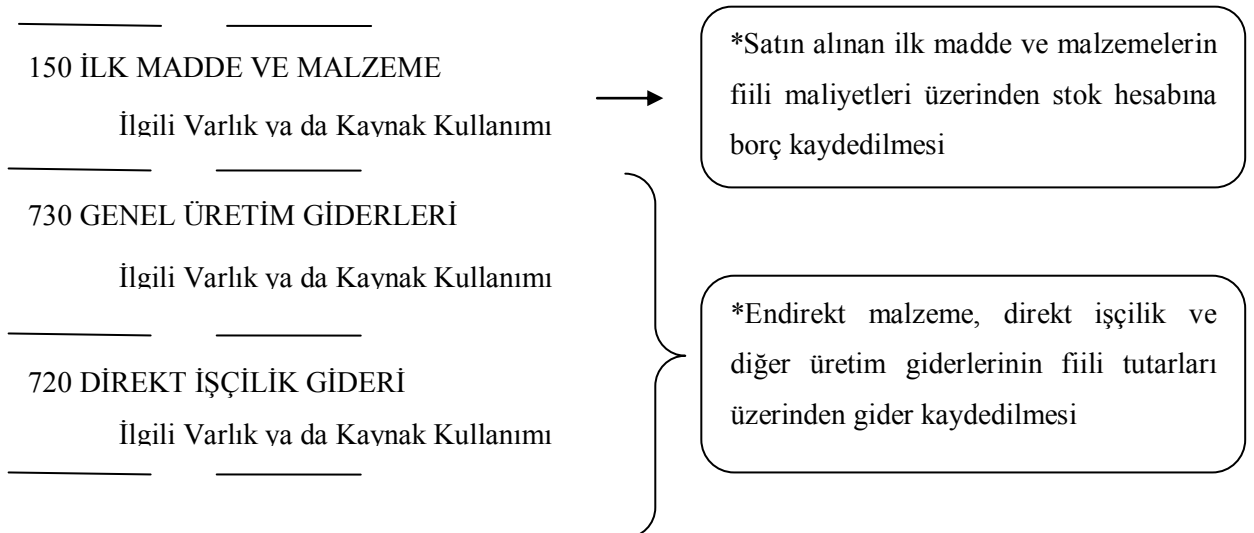 150 İLK MADDE VE MALZEME
İlgili Varlık ya da Kaynak Kullanımı
*Satın alınan ilk madde ve malzemelerin
fiili maliyetleri üzerinden stok hesabına
borç kaydedilmesi
730 GENEL ÜRETİM GİDERLERİ
İlgili Varlık ya da Kaynak Kullanımı
720 DİREKT İŞÇİLİK GİDERİ
İlgili Varlık ya da Kaynak Kullanımı
*Endirekt malzeme, direkt işçilik ve
diğer üretim giderlerinin fiili tutarları
üzerinden gider kaydedilmesi